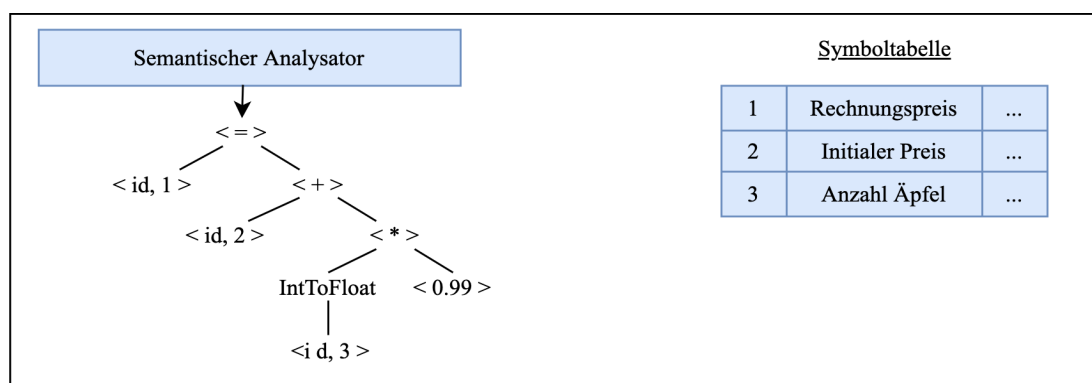 Semantischer Analysator
< = >
< id, 1 >
< + >
< id, 2 >
< * >
IntToFloat
< 0.99 >
<i d, 3 >
Symboltabelle
1 Rechnungspreis ...
2 Initialer Preis ...
3 Anzahl Äpfel ...